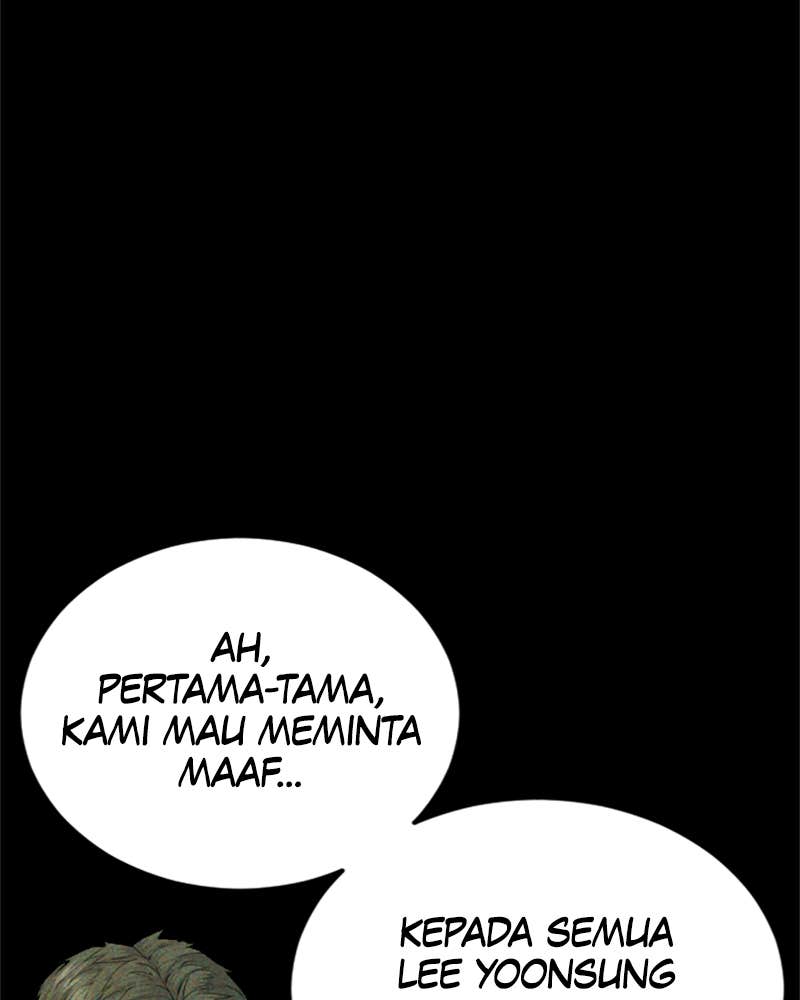 AH,
PERTAMA-TAMA,
KAMI MAU MEMINTA
MAAF...
KEPADA SEMUA
LEE YOONSUNG